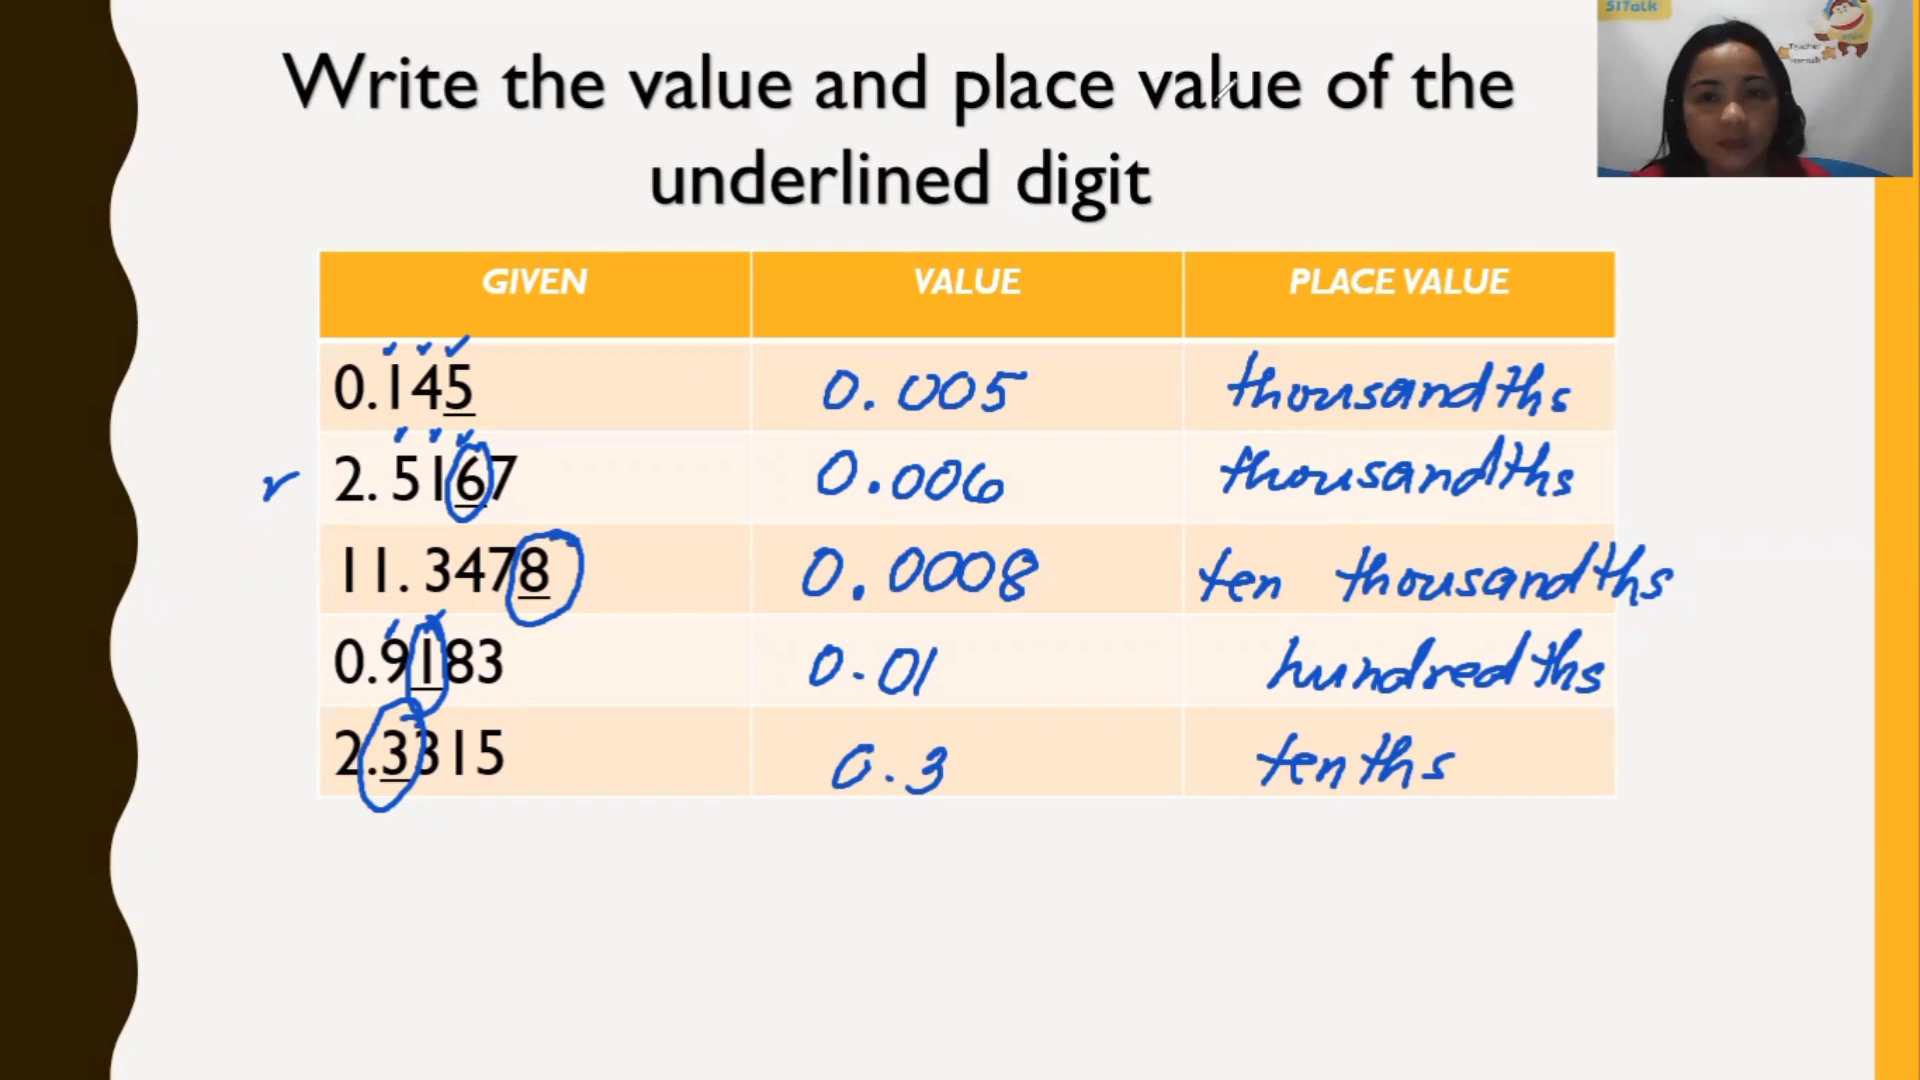 Write the value and place value of the
underlined digit
SITalk
Teacher
GIVEN VALUE PLACE VALUE
0.145 0.005 thousandths
2. 5167 0.006 thousandths
11. 3478 0.0008 ten thousandths
0.9183 0.01 hundredths
2.3315 0.3 tenths